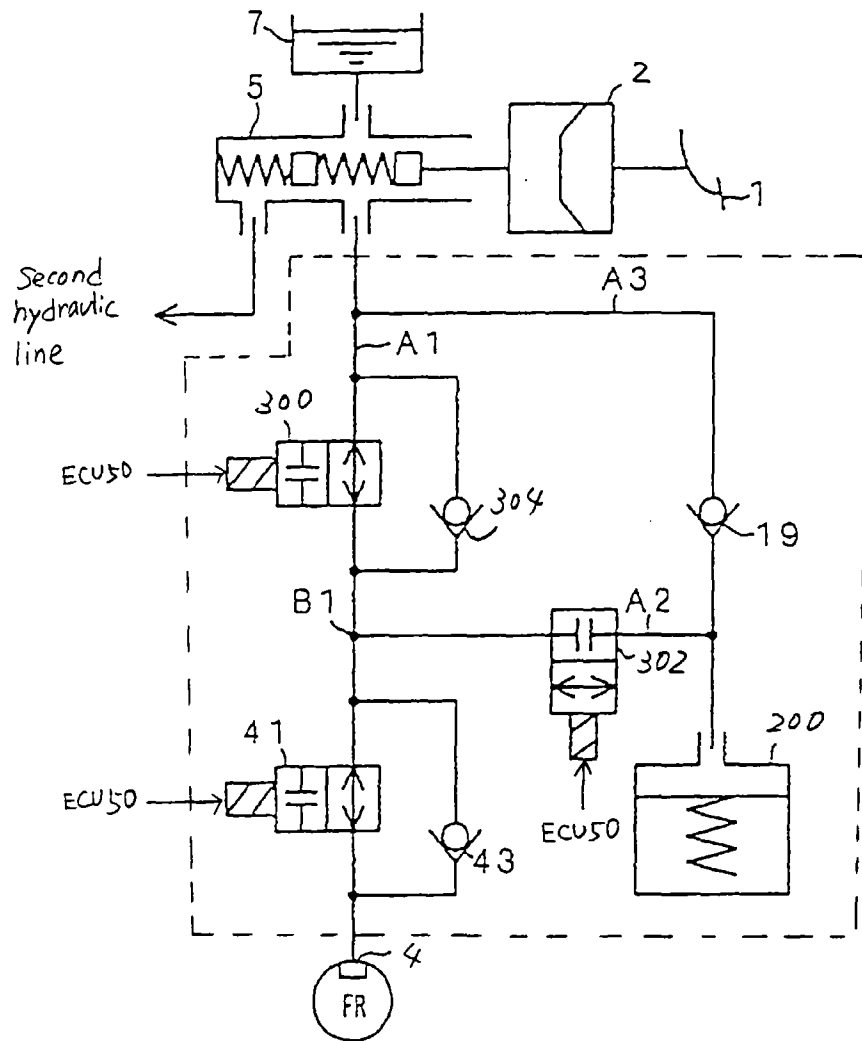 7
5
2
1
Second
hydraulic
line
A3
A1
300
ECU50
304
19
B1
A2
302
41
200
ECU50
ECU50
43
4
FR